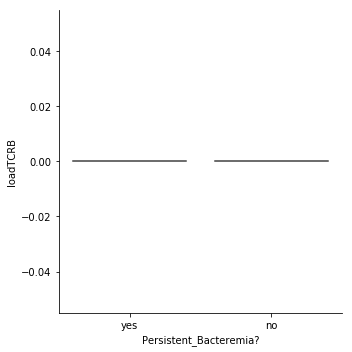 0.04
0.02
0.00
−0.02
−0.04
loadTCRB
yes
no
Persistent_Bacteremia?